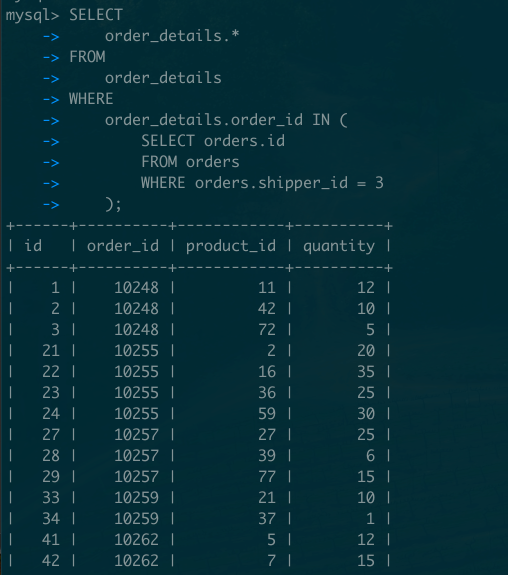 mysql> SELECT
    ->     order_details.*
    -> FROM
    ->     order_details
    -> WHERE
    ->     order_details.order_id IN (
    ->         SELECT orders.id
    ->         FROM orders
    ->         WHERE orders.shipper_id = 3
    ->     );
+------+----------+------------+----------+
| id   | order_id | product_id | quantity |
+------+----------+------------+----------+
|    1 |    10248 |         11 |       12 |
|    2 |    10248 |         42 |       10 |
|    3 |    10248 |         72 |        5 |
|   21 |    10255 |          2 |       20 |
|   22 |    10255 |         16 |       35 |
|   23 |    10255 |         36 |       25 |
|   24 |    10255 |         59 |       30 |
|   27 |    10257 |         27 |       25 |
|   28 |    10257 |         39 |        6 |
|   29 |    10257 |         77 |       15 |
|   33 |    10259 |         21 |       10 |
|   34 |    10259 |         37 |        1 |
|   41 |    10262 |          5 |       12 |
|   42 |    10262 |          7 |       15 |